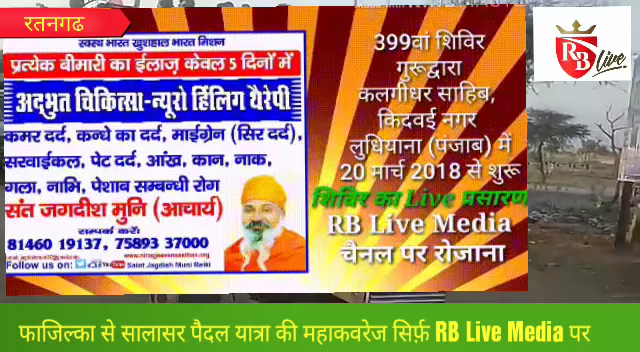 रतनगढ
स्वस्थ भारत खुशहाल भारत मिशन
प्रत्येक बीमारी का ईलाज़ केवल 5 दिनों में
अद्भुत चिकित्सा-न्यूरो हिंलिग थैरेपी
कमर दर्द, कन्धे का दर्द, माईग्रेन (सिर दर्द),
सरवाईकल, पेट दर्द, आंख, कान, नाक,
गला, नाभि, पेशाब सम्बन्धी रोग
संत जगदीश मुनि (आचार्य)
सम्पर्क करें:
81460 19137, 75893 37000
Follow us on: Saint Jagdish Muni Reiki
399वां शिविर
गुरूद्वारा
कलगीधर साहिब,
किदवई नगर
लुधियाना (पंजाब) में
20 मार्च 2018 से शुरू
शिविर का Live प्रसारण
RB Live Media
चैनल पर रोजाना
RB Live
फाजिल्का से सालासर पैदल यात्रा की महाकवरेज सिर्फ़ RB Live Media पर